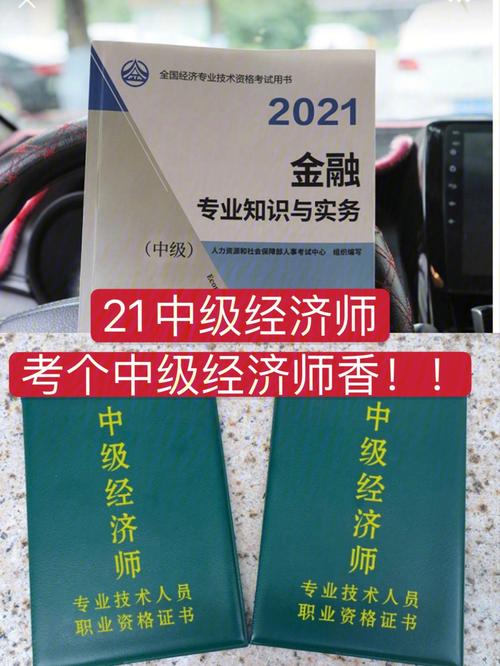 全国经济专业技术资格考试用书
2021
金融
专业知识与实务
（中级）
人力资源和社会保障部人事考试中心 组织编写
21中级经济师
考个中级经济师香！！
中级经济师
专业技术人员
职业资格证书
中级经济师
专业技术人员
职业资格证书